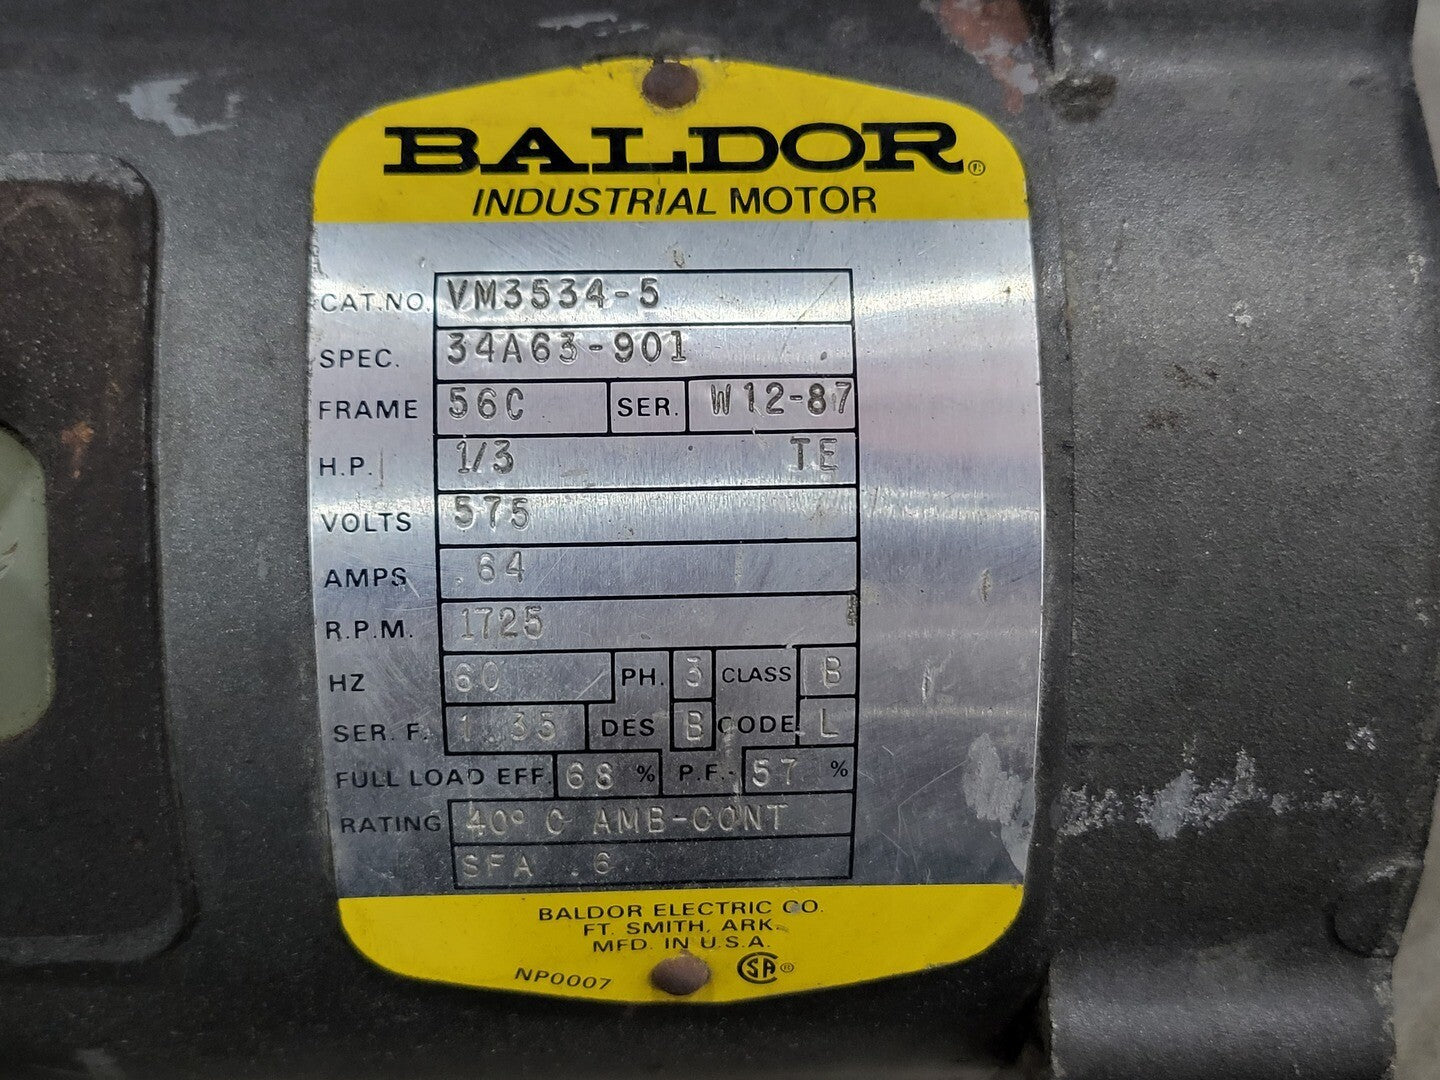 BALDOR®
INDUSTRIAL MOTOR
CAT.NO. VM3534-5
SPEC. 34A63-901
FRAME 56C SER. W12-87
H.P. 1/3 TE
VOLTS 575
AMPS .64
R.P.M. 1725
HZ 60 PH. 3 CLASS B
SER. F. 1.35 DES B CODE L
FULL LOAD EFF. 68 % P.F. 57 %
RATING 40° C AMB-CONT
SFA .6
BALDOR ELECTRIC CO.
FT. SMITH, ARK.
MFD. IN U.S.A.
NP0007 SA®